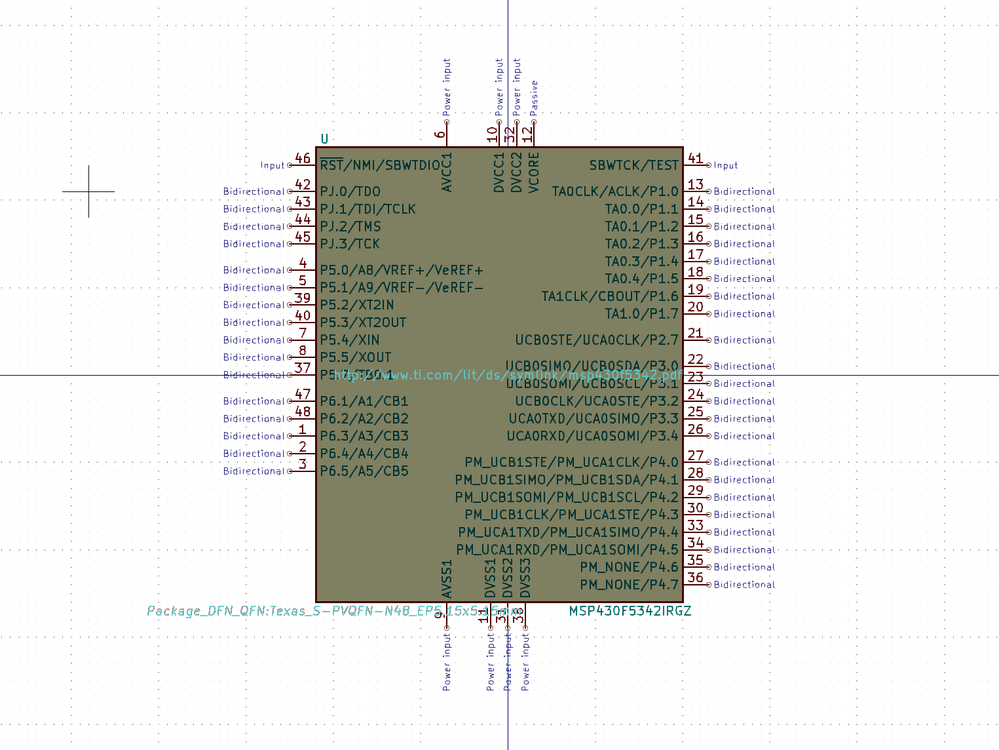 Power input
Power input
Power input
Passive
6
10
32
12
U
AVCC1
DVCC1
DVCC2
VCORE
Input 46 RST/NMI/SBWTDIO
SBWTCK/TEST 41 Input
Bidirectional 42 PJ.0/TDO
TA0CLK/ACLK/P1.0 13 Bidirectional
Bidirectional 43 PJ.1/TDI/TCLK
TA0.0/P1.1 14 Bidirectional
Bidirectional 44 PJ.2/TMS
TA0.1/P1.2 15 Bidirectional
Bidirectional 45 PJ.3/TCK
TA0.2/P1.3 16 Bidirectional
TA0.3/P1.4 17 Bidirectional
Bidirectional 4 P5.0/A8/VREF+/VeREF+
TA0.4/P1.5 18 Bidirectional
Bidirectional 5 P5.1/A9/VREF-/VeREF-
TA1CLK/CBOUT/P1.6 19 Bidirectional
Bidirectional 39 P5.2/XT2IN
TA1.0/P1.7 20 Bidirectional
Bidirectional 40 P5.3/XT2OUT
Bidirectional 7 P5.4/XIN
UCB0STE/UCA0CLK/P2.7 21 Bidirectional
Bidirectional 8 P5.5/XOUT
UCB0SIMO/UCB0SDA/P3.0 22 Bidirectional
Bidirectional 37
http://www.ti.com/lit/ds/symlink/msp430f5342.pdf
UCB0SOMI/UCB0SCL/P3.1 23 Bidirectional
Bidirectional 47 P6.1/A1/CB1
UCB0CLK/UCA0STE/P3.2 24 Bidirectional
Bidirectional 48 P6.2/A2/CB2
UCA0TXD/UCA0SIMO/P3.3 25 Bidirectional
Bidirectional 1 P6.3/A3/CB3
UCA0RXD/UCA0SOMI/P3.4 26 Bidirectional
Bidirectional 2 P6.4/A4/CB4
PM_UCB1STE/PM_UCA1CLK/P4.0 27 Bidirectional
Bidirectional 3 P6.5/A5/CB5
PM_UCB1SIMO/PM_UCB1SDA/P4.1 28 Bidirectional
PM_UCB1SOMI/PM_UCB1SCL/P4.2 29 Bidirectional
PM_UCB1CLK/PM_UCA1STE/P4.3 30 Bidirectional
PM_UCA1TXD/PM_UCA1SIMO/P4.4 33 Bidirectional
PM_UCA1RXD/PM_UCA1SOMI/P4.5 34 Bidirectional
PM_NONE/P4.6 35 Bidirectional
PM_NONE/P4.7 36 Bidirectional
AVSS1
DVSS1
DVSS2
DVSS3
Package_DFN_QFN:Texas_S-PVQFN-N48_EP5.15x5.15mm
MSP430F5342IRGZ
9
11
31
38
Power input
Power input
Power input
Power input